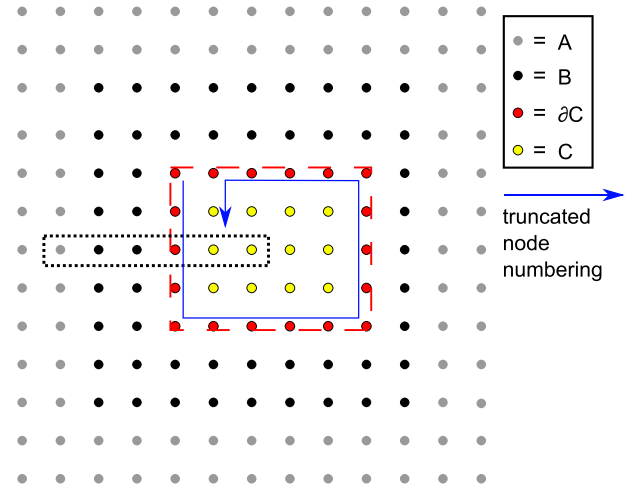 = A
= B
= ∂C
= C
truncated
node
numbering